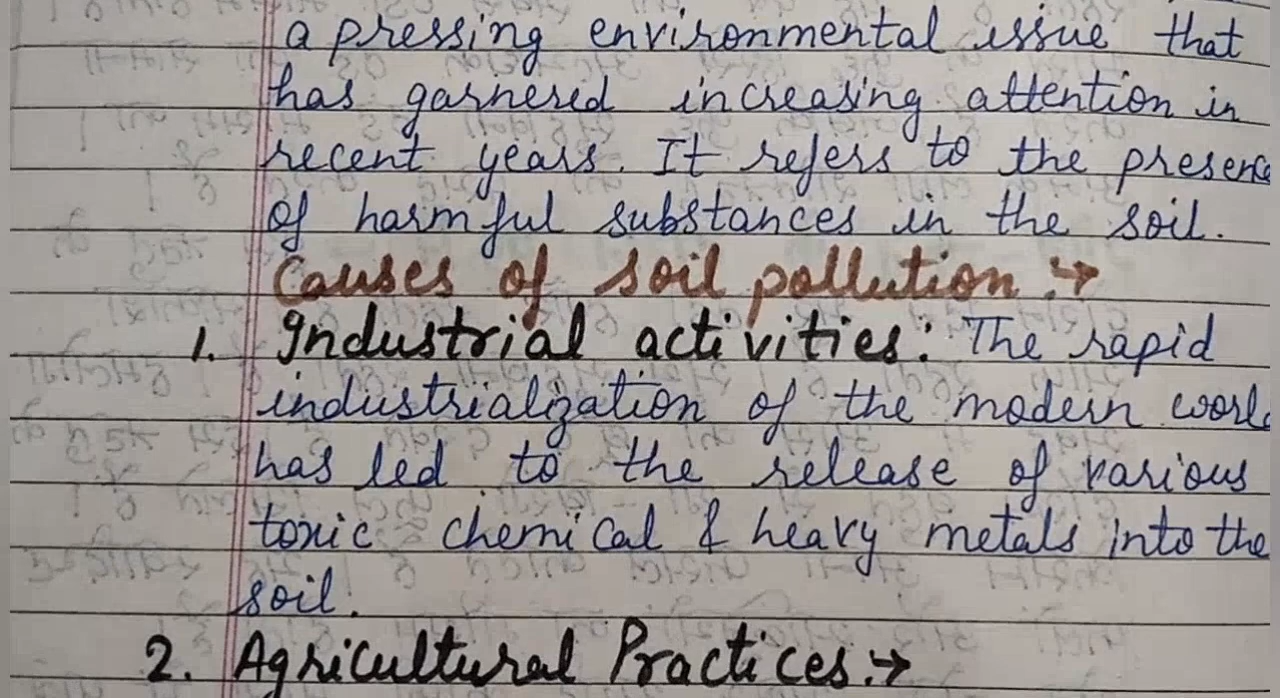 a pressing environmental issue that
has garnered increasing attention in
recent years. It refers to the presence
of harmful substances in the soil.
Causes of soil pollution :→
1. Industrial activities: The rapid
industrialization of the modern world
has led to the release of various
toxic chemical & heavy metals into the
soil.
2. Agricultural Practices :→